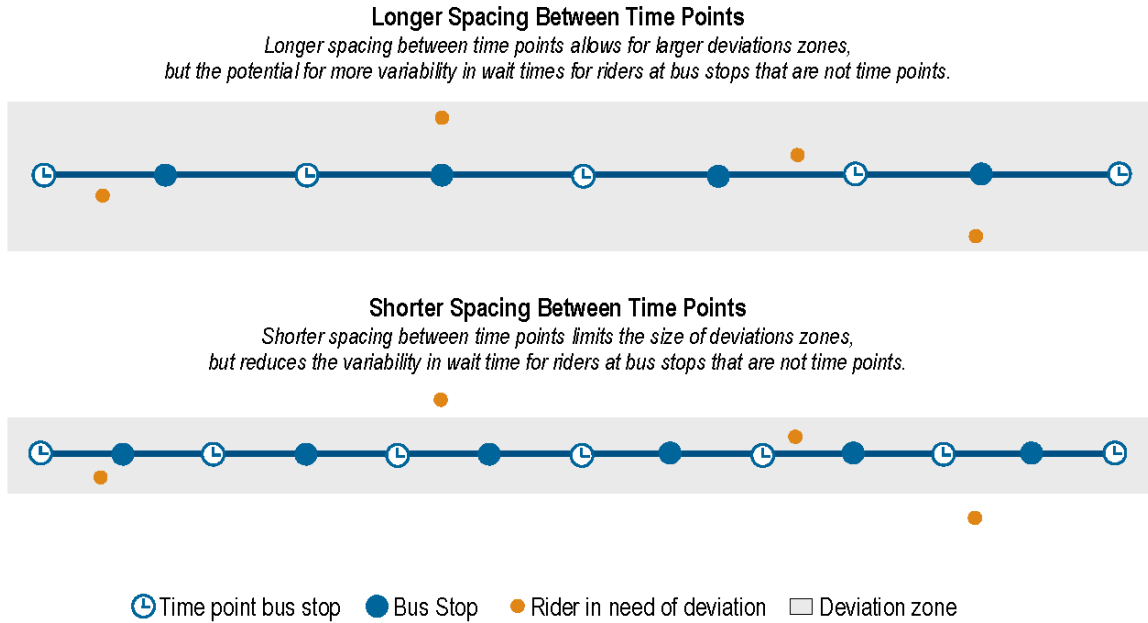 Longer Spacing Between Time Points
Longer spacing between time points allows for larger deviations zones,
but the potential for more variability in wait times for riders at bus stops that are not time points.
Shorter Spacing Between Time Points
Shorter spacing between time points limits the size of deviations zones,
but reduces the variability in wait time for riders at bus stops that are not time points.
Time point bus stop Bus Stop Rider in need of deviation Deviation zone